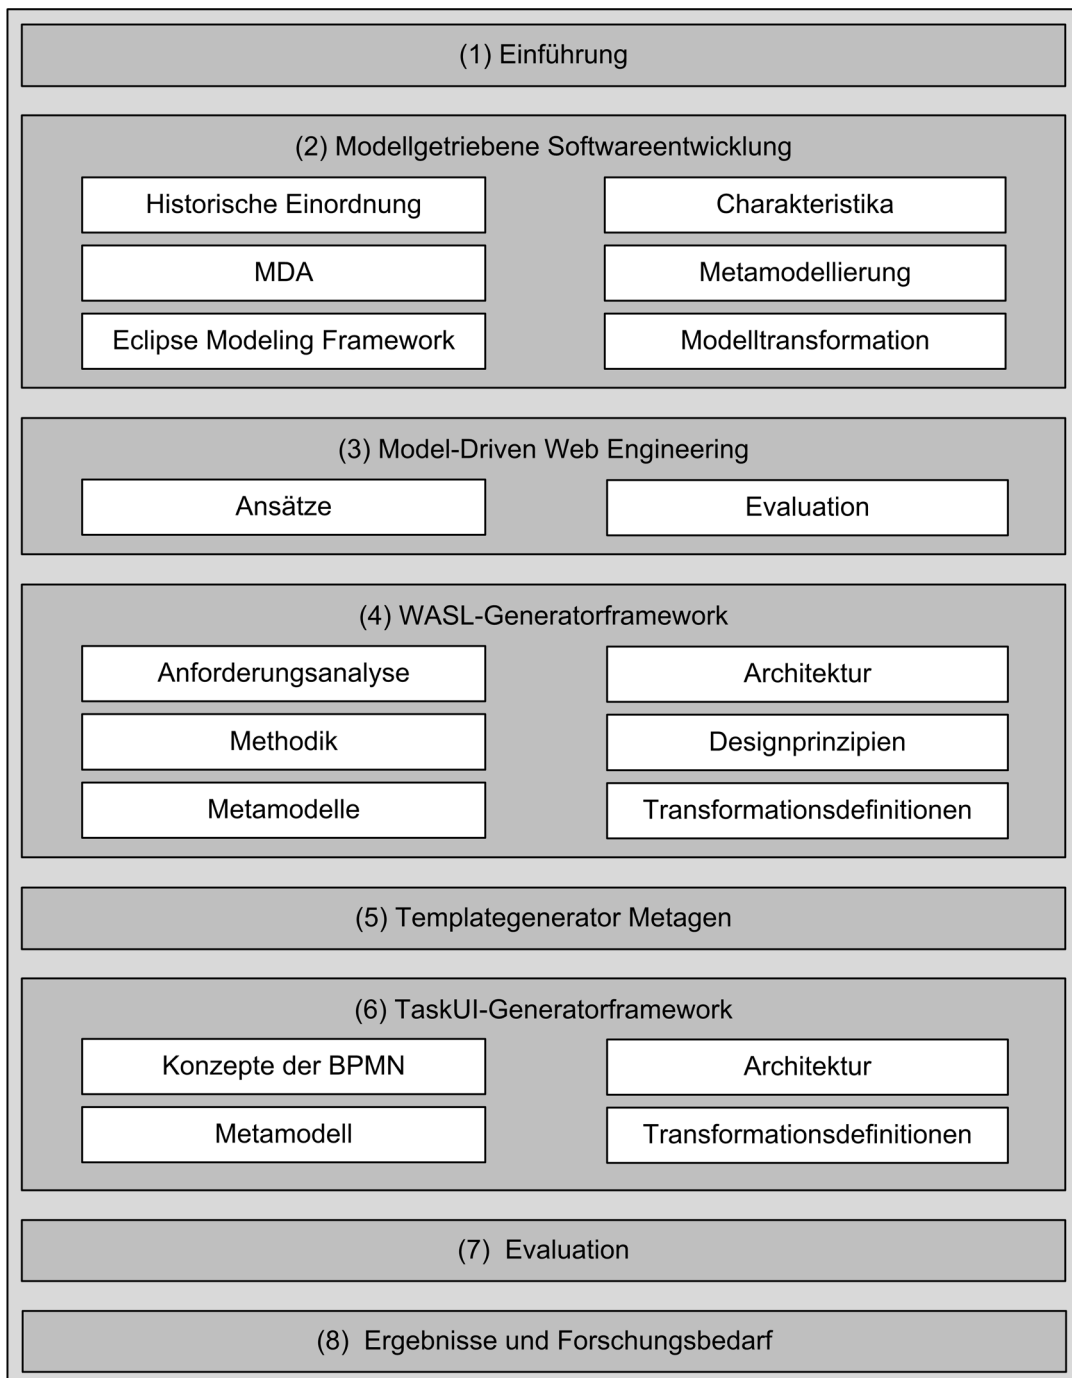 (1) Einführung
(2) Modellgetriebene Softwareentwicklung
Historische Einordnung
Charakteristika
MDA
Metamodellierung
Eclipse Modeling Framework
Modelltransformation
(3) Model-Driven Web Engineering
Ansätze
Evaluation
(4) WASL-Generatorframework
Anforderungsanalyse
Architektur
Methodik
Designprinzipien
Metamodelle
Transformationsdefinitionen
(5) Templategenerator Metagen
(6) TaskUI-Generatorframework
Konzepte der BPMN
Architektur
Metamodell
Transformationsdefinitionen
(7) Evaluation
(8) Ergebnisse und Forschungsbedarf